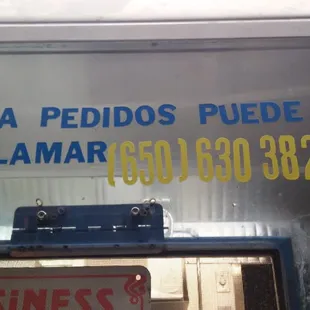 A PEDIDOS PUEDE
LAMAR (650) 630 382
SINESS